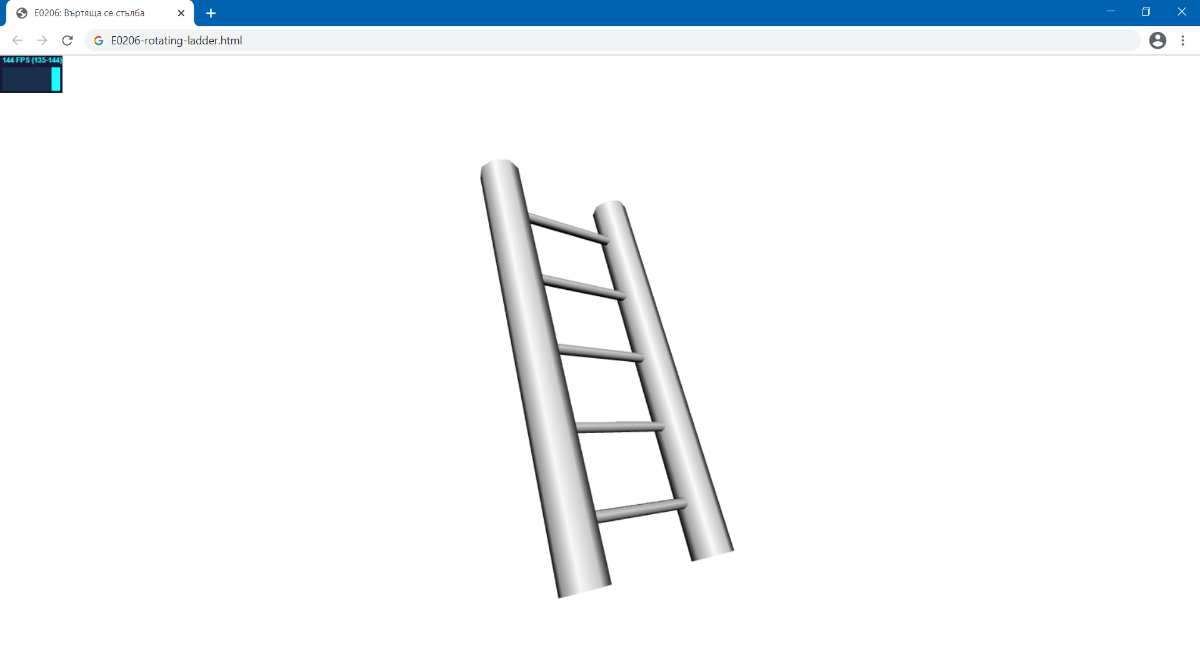 E0206: Въртяща се стълба
E0206-rotating-ladder.html
144 FPS (135-144)